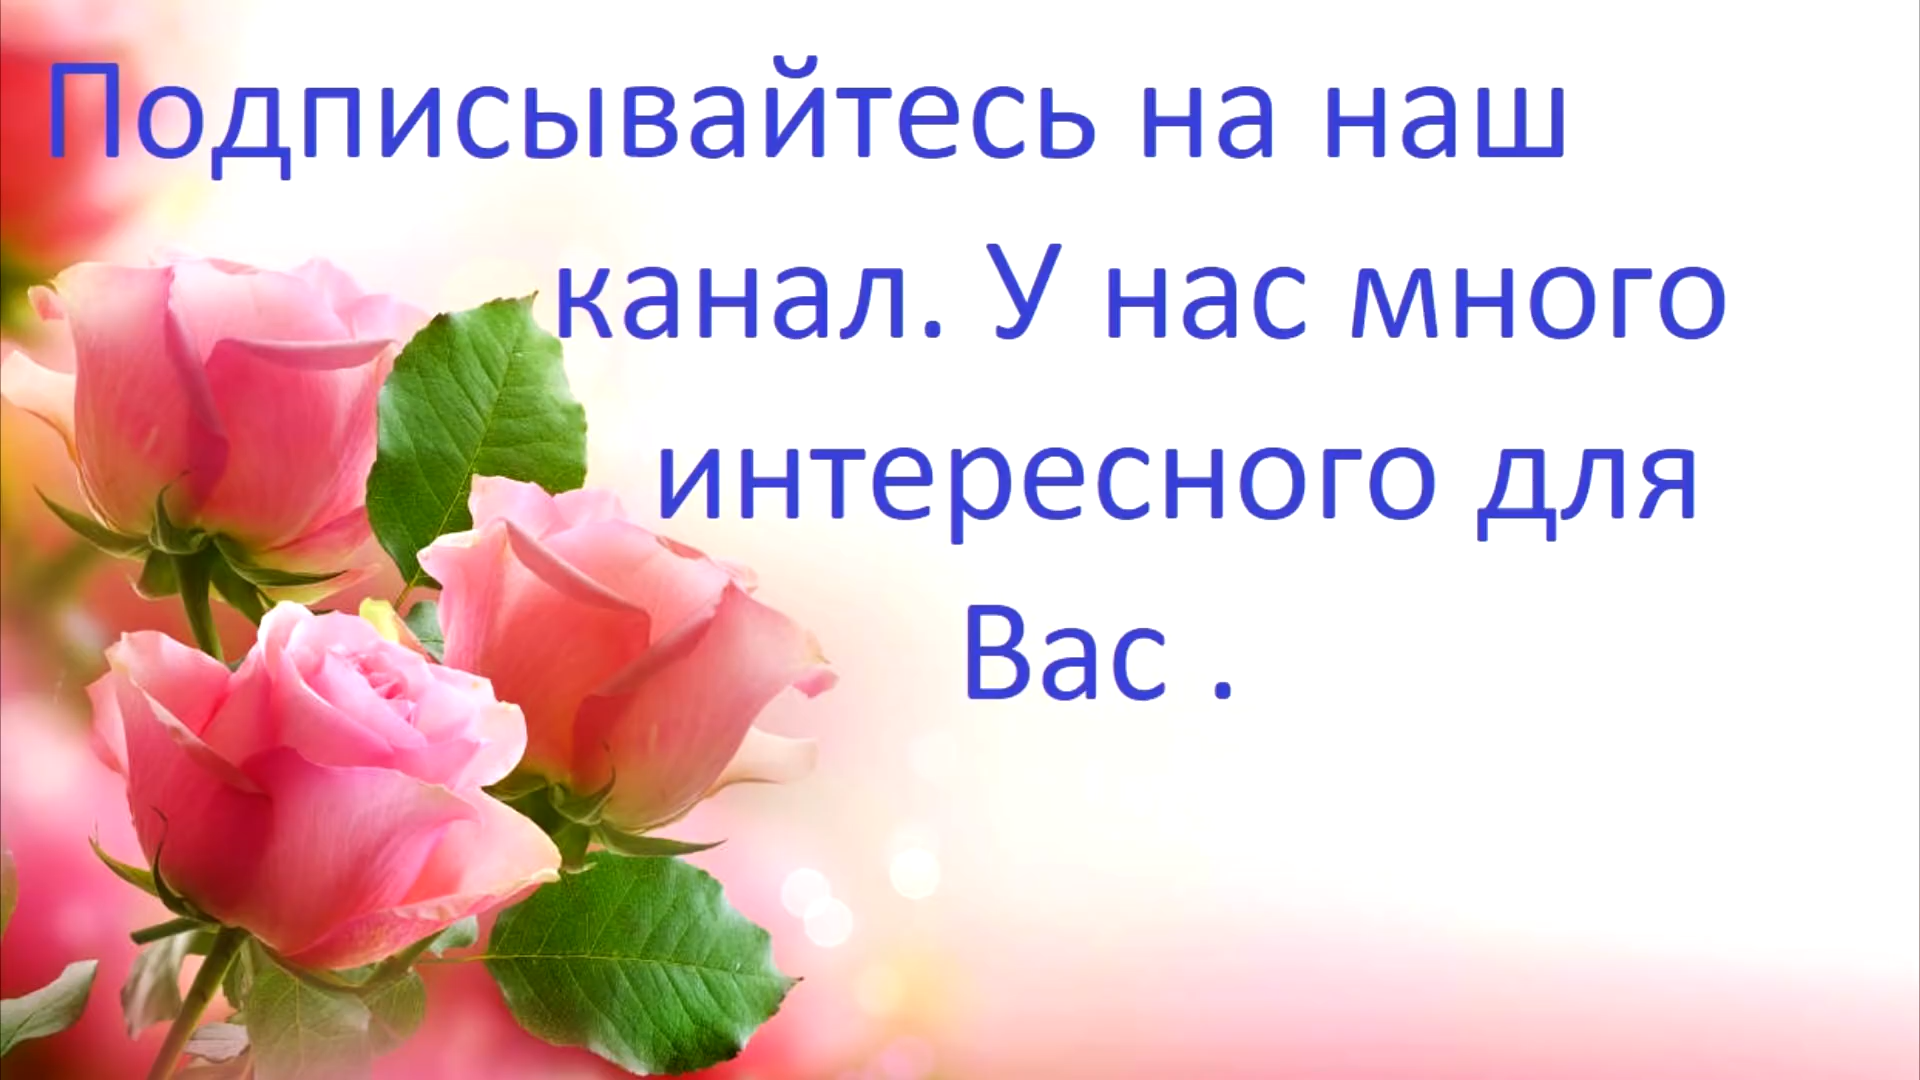 Подписывайтесь на наш
канал. У нас много
интересного для
Вас .